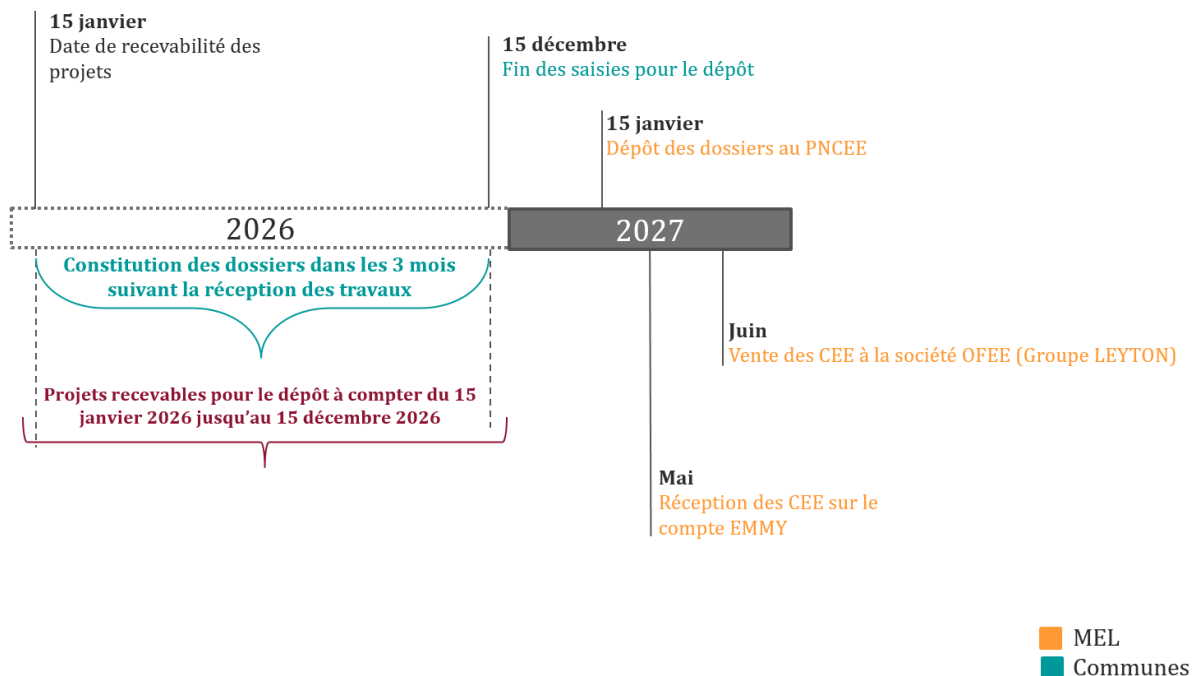 15 janvier
Date de recevabilité des
projets
15 décembre
Fin des saisies pour le dépôt
15 janvier
Dépôt des dossiers au PNCEE
2026
2027
Constitution des dossiers dans les 3 mois
suivant la réception des travaux
Juin
Vente des CEE à la société OFEE (Groupe LEYTON)
Projets recevables pour le dépôt à compter du 15
janvier 2026 jusqu’au 15 décembre 2026
Mai
Réception des CEE sur le
compte EMMY
MEL
Communes